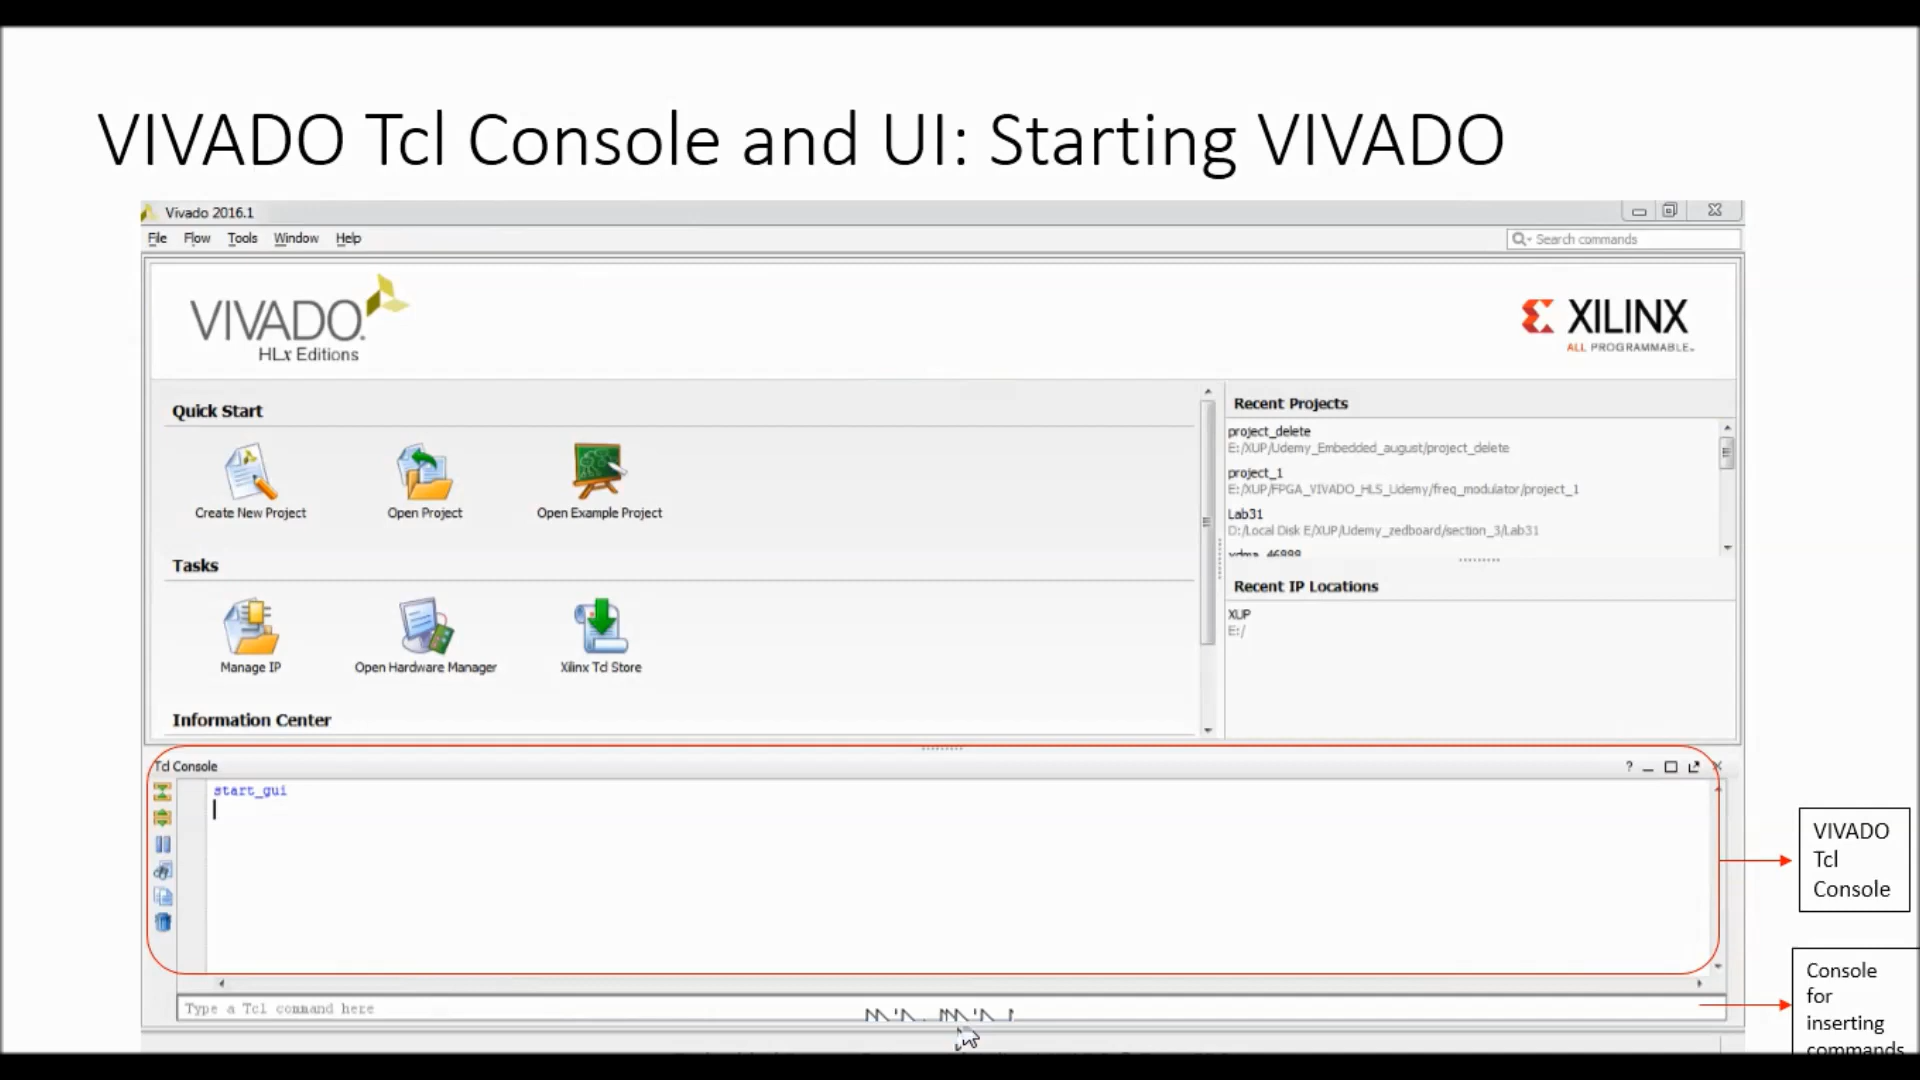 VIVADO Tcl Console and UI: Starting VIVADO
Vivado 2016.1
File Flow Tools Window Help
Search commands
VIVADO.
HLx Editions
XILINX
ALL PROGRAMMABLE™
Quick Start
Create New Project
Open Project
Open Example Project
Tasks
Manage IP
Open Hardware Manager
Xilinx Tcl Store
Information Center
Recent Projects
project_delete
E:/XUP/Udemy_Embedded_august/project_delete
project_1
E:/XUP/FPGA_VIVADO_HLS_Udemy/freq_modulator/project_1
Lab31
D:/Local Disk E/XUP/Udemy_zedboard/section_3/Lab31
Recent IP Locations
XUP
E:/
Tcl Console
?
start_gui
Type a Tcl command here
VIVADO
Tcl
Console
Console
for
inserting
commands